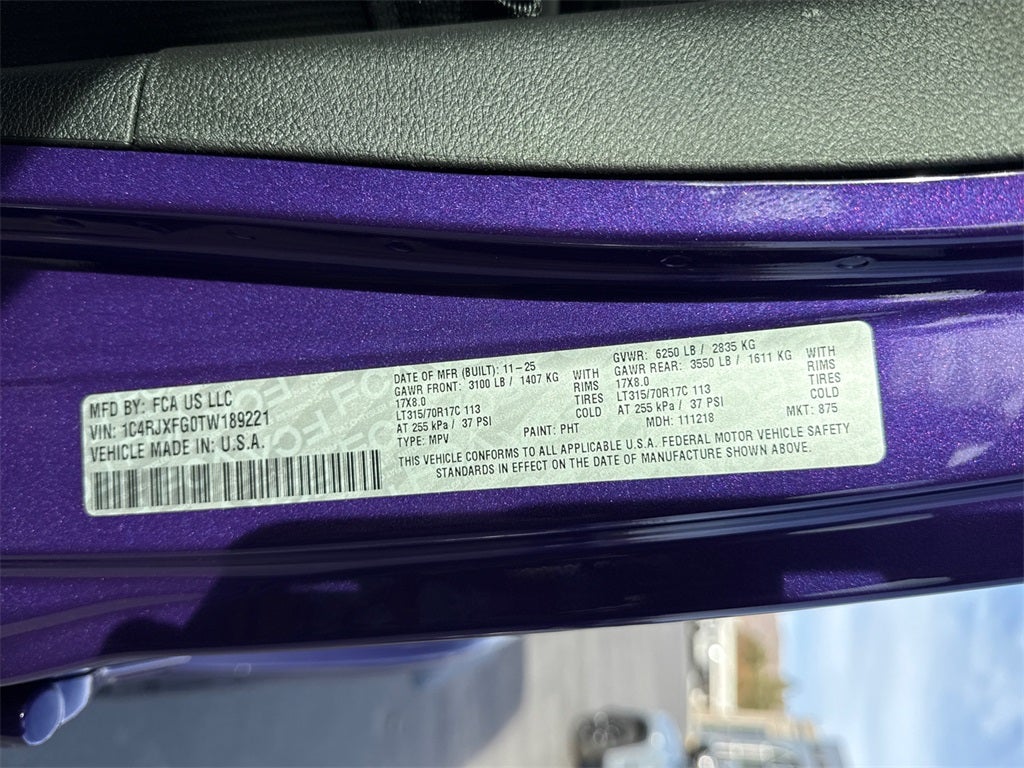 MFD BY: FCA US LLC
VIN: 1C4RJXFG0TW189221
VEHICLE MADE IN U.S.A.
DATE OF MFR (BUILT): 11-25
GAWR FRONT: 3100 LB / 1407 KG WITH
17X8.0 RIMS
LT315/70R17C 113 TIRES
AT 255 kPa / 37 PSI COLD
TYPE: MPV
PAINT: PHT
GVWR: 6250 LB / 2835 KG
GAWR REAR: 3550 LB / 1611 KG WITH
17X8.0 RIMS
LT315/70R17C 113 TIRES
AT 255 kPa / 37 PSI COLD
MDH: 111218
MKT: 875
THIS VEHICLE CONFORMS TO ALL APPLICABLE U.S.A. FEDERAL MOTOR VEHICLE SAFETY
STANDARDS IN EFFECT ON THE DATE OF MANUFACTURE SHOWN ABOVE.